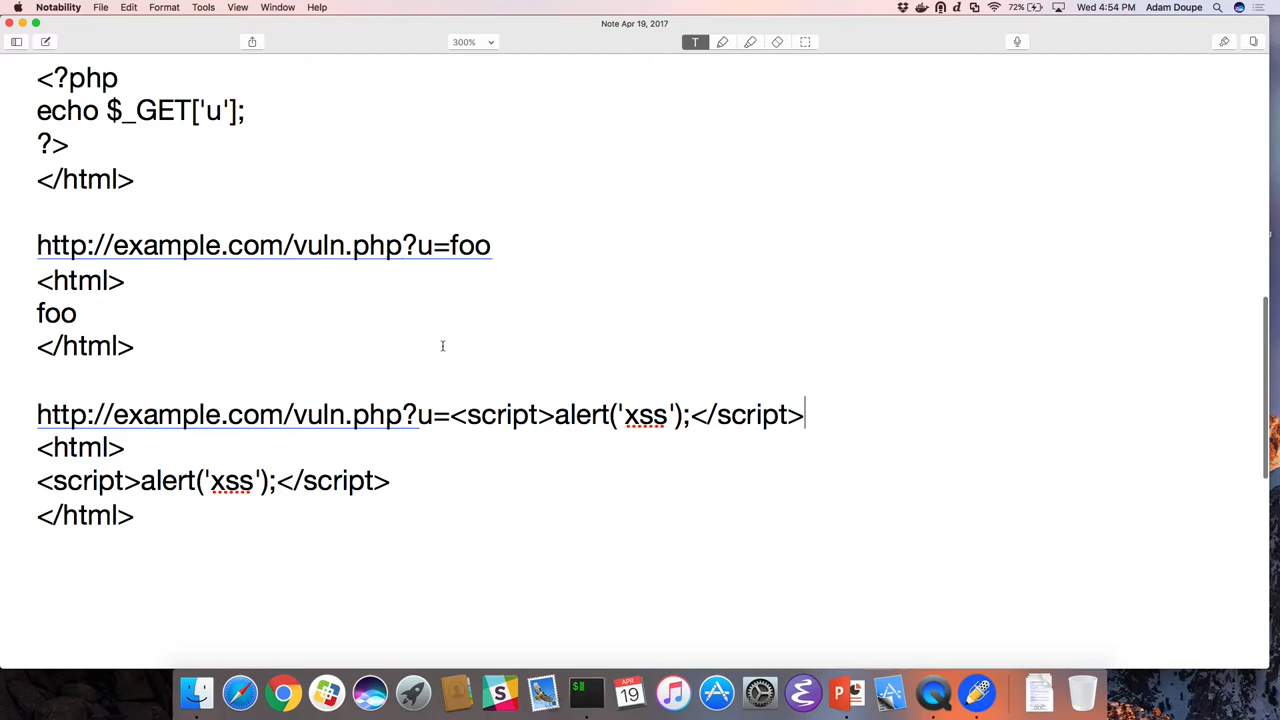 Notability File Edit Format Tools View Window Help 72% Wed 4:54 PM Adam Doupe
Note Apr 19, 2017
300% T
<?php
echo $_GET['u'];
?>
</html>
http://example.com/vuln.php?u=foo
<html>
foo
</html>
http://example.com/vuln.php?u=<script>alert('xss');</script>
<html>
<script>alert('xss');</script>
</html>
APR
19